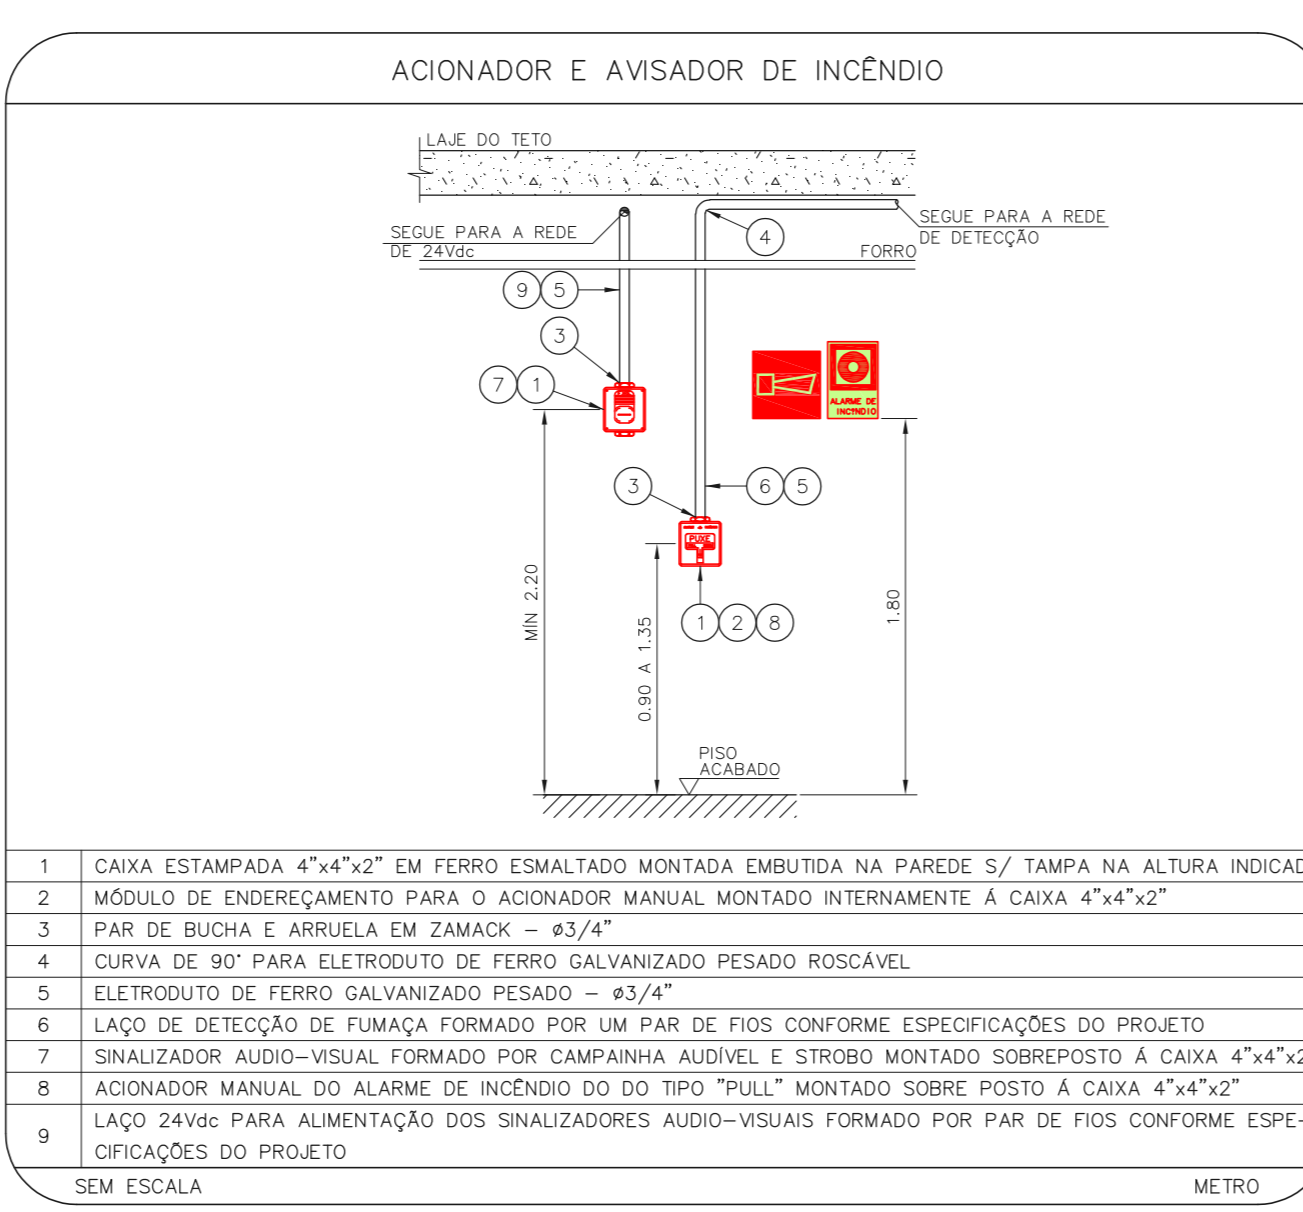 ACIONADOR E AVISADOR DE INCÊNDIO
LAJE DO TETO
SEGUE PARA A REDE
DE 24Vdc
SEGUE PARA A REDE
DE DETECÇÃO
4
FORRO
9 5
3
7 1
ALARME DE
INC?NDIO
3
6 5
PUXE
1 2 8
MÍN 2.20
0.90 A 1.35
1.80
PISO
ACABADO
1 CAIXA ESTAMPADA 4"x4"x2" EM FERRO ESMALTADO MONTADA EMBUTIDA NA PAREDE S/ TAMPA NA ALTURA INDICAD
2 MÓDULO DE ENDEREÇAMENTO PARA O ACIONADOR MANUAL MONTADO INTERNAMENTE Á CAIXA 4"x4"x2"
3 PAR DE BUCHA E ARRUELA EM ZAMACK – ø3/4"
4 CURVA DE 90° PARA ELETRODUTO DE FERRO GALVANIZADO PESADO ROSCÁVEL
5 ELETRODUTO DE FERRO GALVANIZADO PESADO – ø3/4"
6 LAÇO DE DETECÇÃO DE FUMAÇA FORMADO POR UM PAR DE FIOS CONFORME ESPECIFICAÇÕES DO PROJETO
7 SINALIZADOR AUDIO–VISUAL FORMADO POR CAMPAINHA AUDÍVEL E STROBO MONTADO SOBREPOSTO Á CAIXA 4"x4"x2
8 ACIONADOR MANUAL DO ALARME DE INCÊNDIO DO DO TIPO "PULL" MONTADO SOBRE POSTO Á CAIXA 4"x4"x2"
9 LAÇO 24Vdc PARA ALIMENTAÇÃO DOS SINALIZADORES AUDIO–VISUAIS FORMADO POR PAR DE FIOS CONFORME ESPE–
CIFICAÇÕES DO PROJETO
SEM ESCALA
METRO